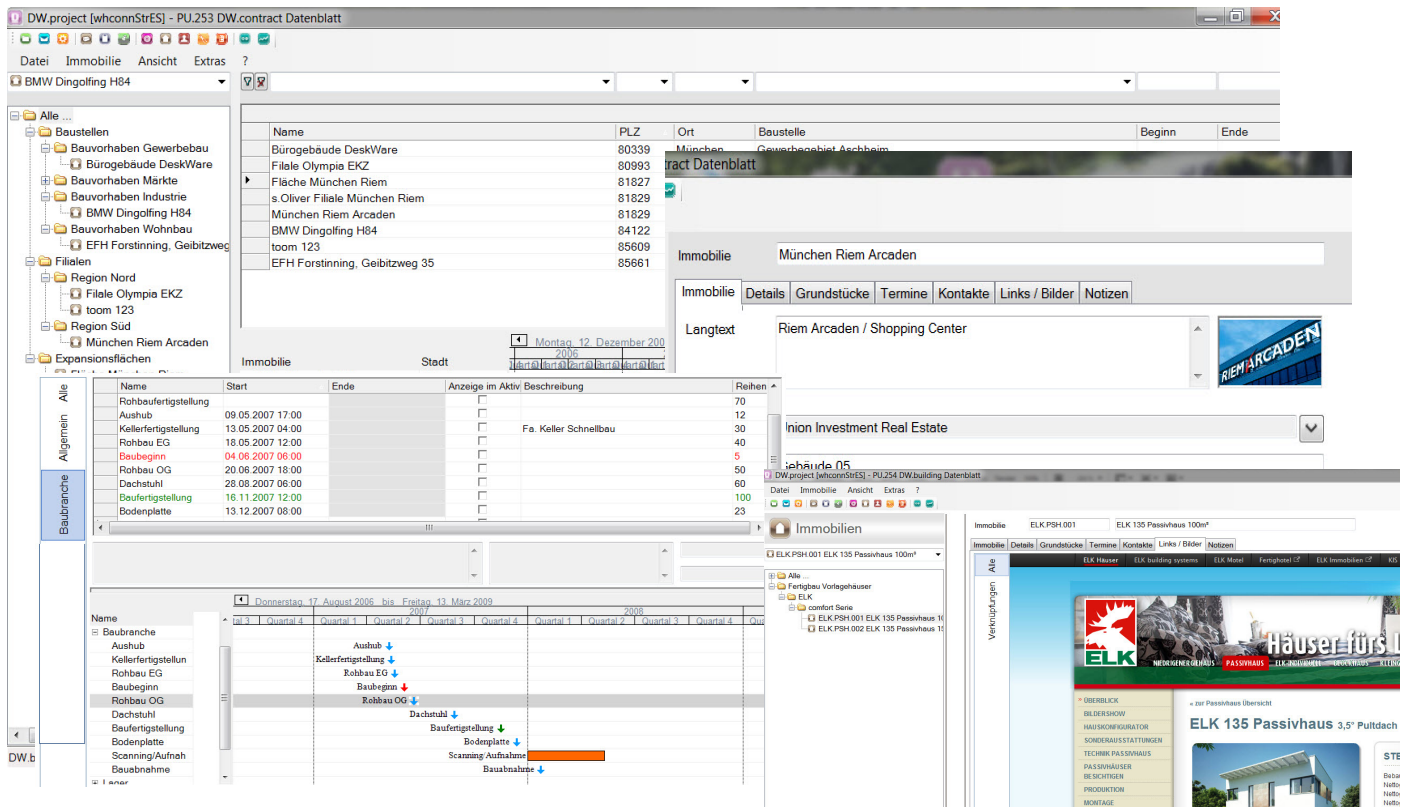 DW.project [whconnStrES] - PU.253 DW.contract Datenblatt
Datei Immobilie Ansicht Extras ?
BMW Dingolfing H84
Alle ...
Baustellen
Bauvorhaben Gewerbebau
Bürogebäude DeskWare
Bauvorhaben Märkte
Bauvorhaben Industrie
BMW Dingolfing H84
Bauvorhaben Wohnbau
EFH Forstinning, Geibitzweg
Filialen
Region Nord
Filale Olympia EKZ
toom 123
Region Süd
München Riem Arcaden
Expansionsflächen
Name PLZ Ort Baustelle Beginn Ende
Bürogebäude DeskWare 80339 München Gewerbegebiet Aschheim
Filale Olympia EKZ 80993
Fläche München Riem 81827
s.Oliver Filiale München Riem 81829
München Riem Arcaden 81829
BMW Dingolfing H84 84122
toom 123 85609
EFH Forstinning, Geibitzweg 35 85661
Montag, 12. Dezember 200
2006
Immobilie Stadt
DW.b
ract Datenblatt
Immobilie München Riem Arcaden
Immobilie Details Grundstücke Termine Kontakte Links / Bilder Notizen
Langtext Riem Arcaden / Shopping Center
RIEM ARCADEN
Union Investment Real Estate
Gebäude 05
Alle
Allgemein
Baubranche
Name Start Ende Anzeige im Aktiv Beschreibung Reihen
Rohbaufertigstellung 70
Aushub 09.05.2007 17:00 12
Kellerfertigstellung 13.05.2007 04:00 Fa. Keller Schnellbau 30
Rohbau EG 18.05.2007 12:00 40
Baubeginn 04.06.2007 06:00 5
Rohbau OG 20.06.2007 18:00 50
Dachstuhl 28.08.2007 06:00 60
Baufertigstellung 16.11.2007 12:00 100
Bodenplatte 13.12.2007 08:00 23
Donnerstag, 17. August 2006 bis Freitag, 13. März 2009
2007 2008
Name tal 3 Quartal 4 Quartal 1 Quartal 2 Quartal 3 Quartal 4 Quartal 1 Quartal 2 Quartal 3 Quartal 4 Qua
Baubranche
Aushub Aushub
Kellerfertigstellun Kellerfertigstellung
Rohbau EG Rohbau EG
Baubeginn Baubeginn
Rohbau OG Rohbau OG
Dachstuhl Dachstuhl
Baufertigstellung Baufertigstellung
Bodenplatte Bodenplatte
Scanning/Aufnah Scanning/Aufnahme
Bauabnahme Bauabnahme
Lager
DW.project [whconnStrES] - PU.254 DW.building Datenblatt
Datei Immobilie Ansicht Extras ?
Immobilien
ELK.PSH.001 ELK 135 Passivhaus 100m²
Alle ...
Fertigbau Vorlagehäuser
ELK
comfort Serie
ELK.PSH.001 ELK 135 Passivhaus 10
ELK.PSH.002 ELK 135 Passivhaus 15
Immobilie ELK.PSH.001 ELK 135 Passivhaus 100m²
Immobilie Details Grundstücke Termine Kontakte Links / Bilder Notizen
Alle
Verknüpfungen
ELK Häuser ELK building systems ELK Motel Fertighotel ELK Immobilien KIS
ELK
Häuser fürs L
NIEDRIGENERGIEHAUS PASSIVHAUS ELK-INDIVIDUELL BLOCKHAUS KLEING
ÜBERBLICK
BILDERSHOW
HAUSKONFIGURATOR
SONDERAUSSTATTUNGEN
TECHNIK PASSIVHAUS
PASSIVHÄUSER
BESICHTIGEN
PRODUKTION
MONTAGE
« zur Passivhaus Übersicht
ELK 135 Passivhaus 3,5° Pultdach
STE
Bebau
Nettog
Nettog
Nettog